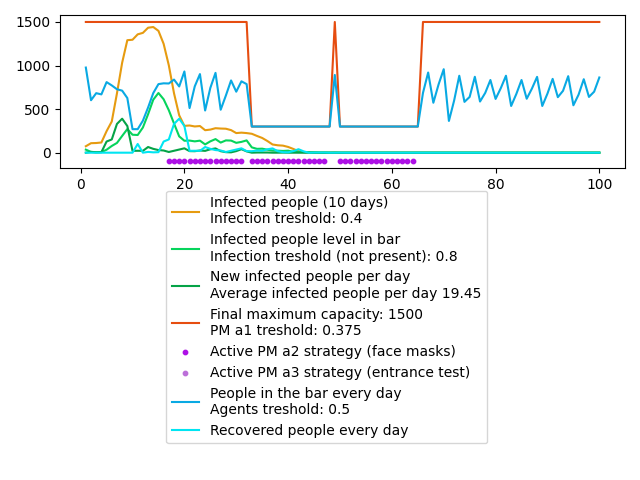 1500
1000
500
0
0 20 40 60 80 100
Infected people (10 days)
Infection treshold: 0.4
Infected people level in bar
Infection treshold (not present): 0.8
New infected people per day
Average infected people per day 19.45
Final maximum capacity: 1500
PM a1 treshold: 0.375
Active PM a2 strategy (face masks)
Active PM a3 strategy (entrance test)
People in the bar every day
Agents treshold: 0.5
Recovered people every day